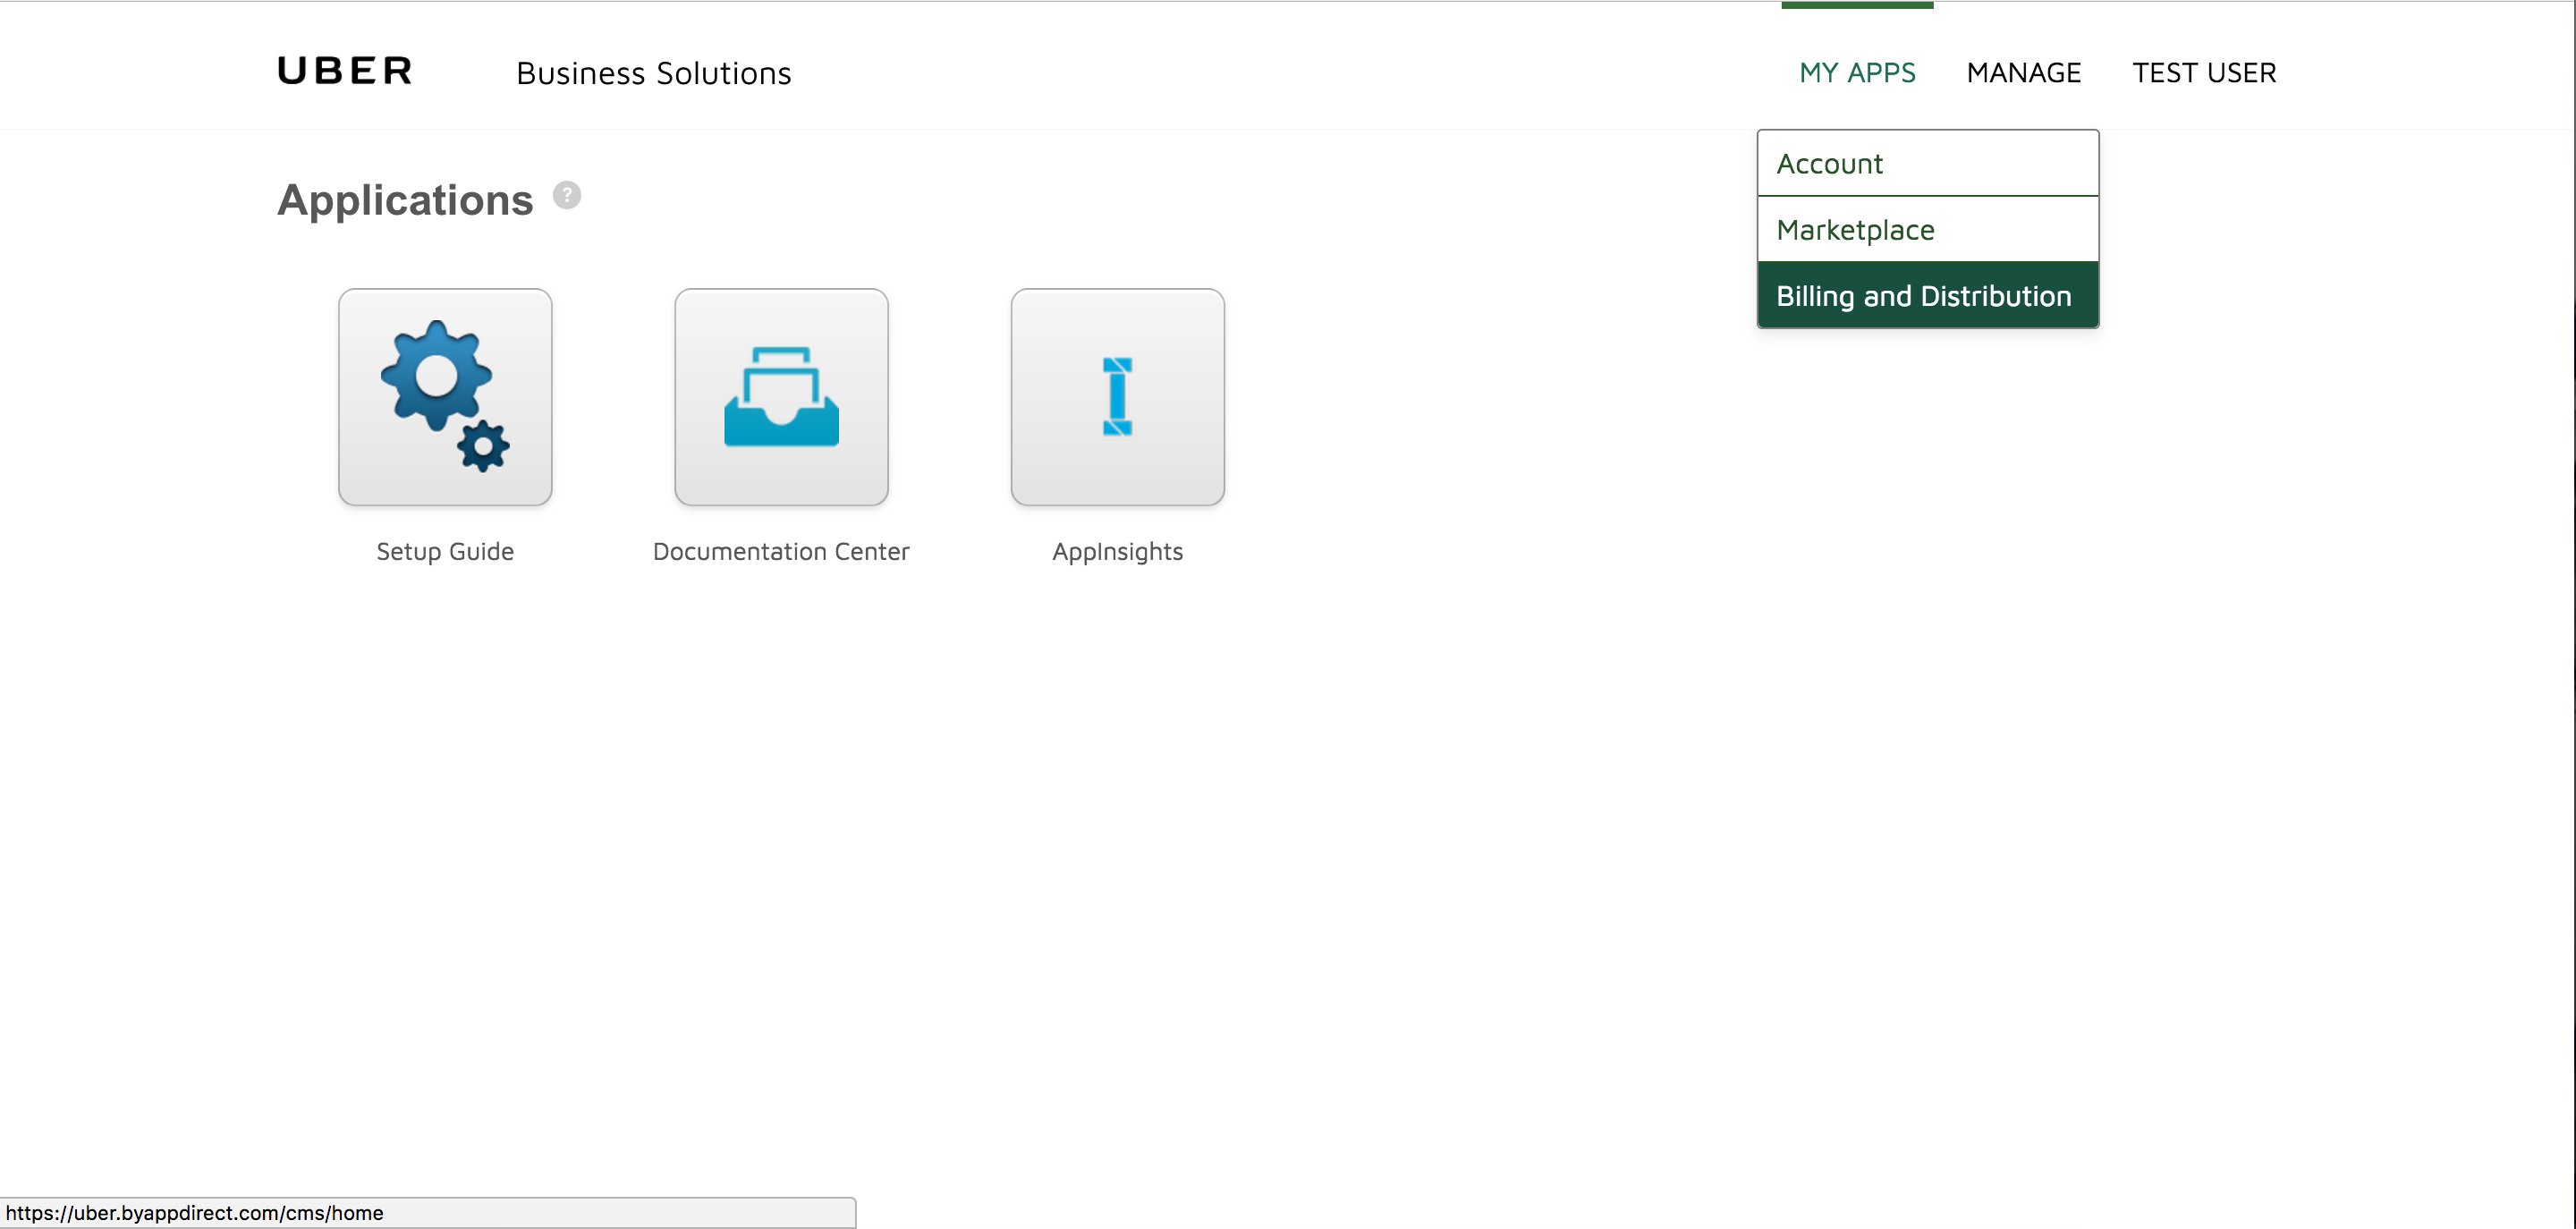 UBER
Business Solutions
MY APPS
MANAGE
TEST USER
Account
Marketplace
Billing and Distribution
Applications ?
Setup Guide
Documentation Center
AppInsights
https://uber.byappdirect.com/cms/home